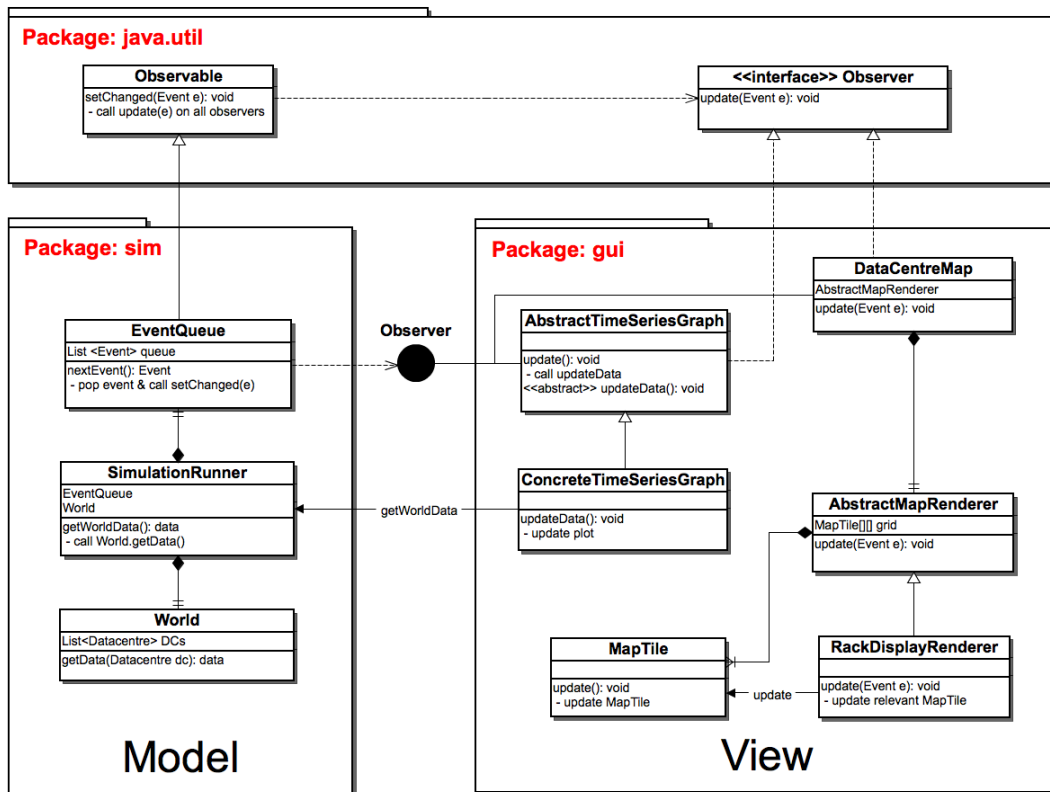 Package: java.util
Observable
setChanged(Event e): void
- call update(e) on all observers
<<interface>> Observer
update(Event e): void
Package: sim
EventQueue
List <Event> queue
nextEvent(): Event
- pop event & call setChanged(e)
SimulationRunner
EventQueue
World
getWorldData(): data
- call World.getData()
World
List<Datacentre> DCs
getData(Datacentre dc): data
Model
Observer
getWorldData
Package: gui
DataCentreMap
AbstractMapRenderer
update(Event e): void
AbstractTimeSeriesGraph
update(): void
- call updateData
<<abstract>> updateData(): void
ConcreteTimeSeriesGraph
updateData(): void
- update plot
AbstractMapRenderer
MapTile[][] grid
update(Event e): void
MapTile
update(): void
- update MapTile
update
RackDisplayRenderer
update(Event e): void
- update relevant MapTile
View